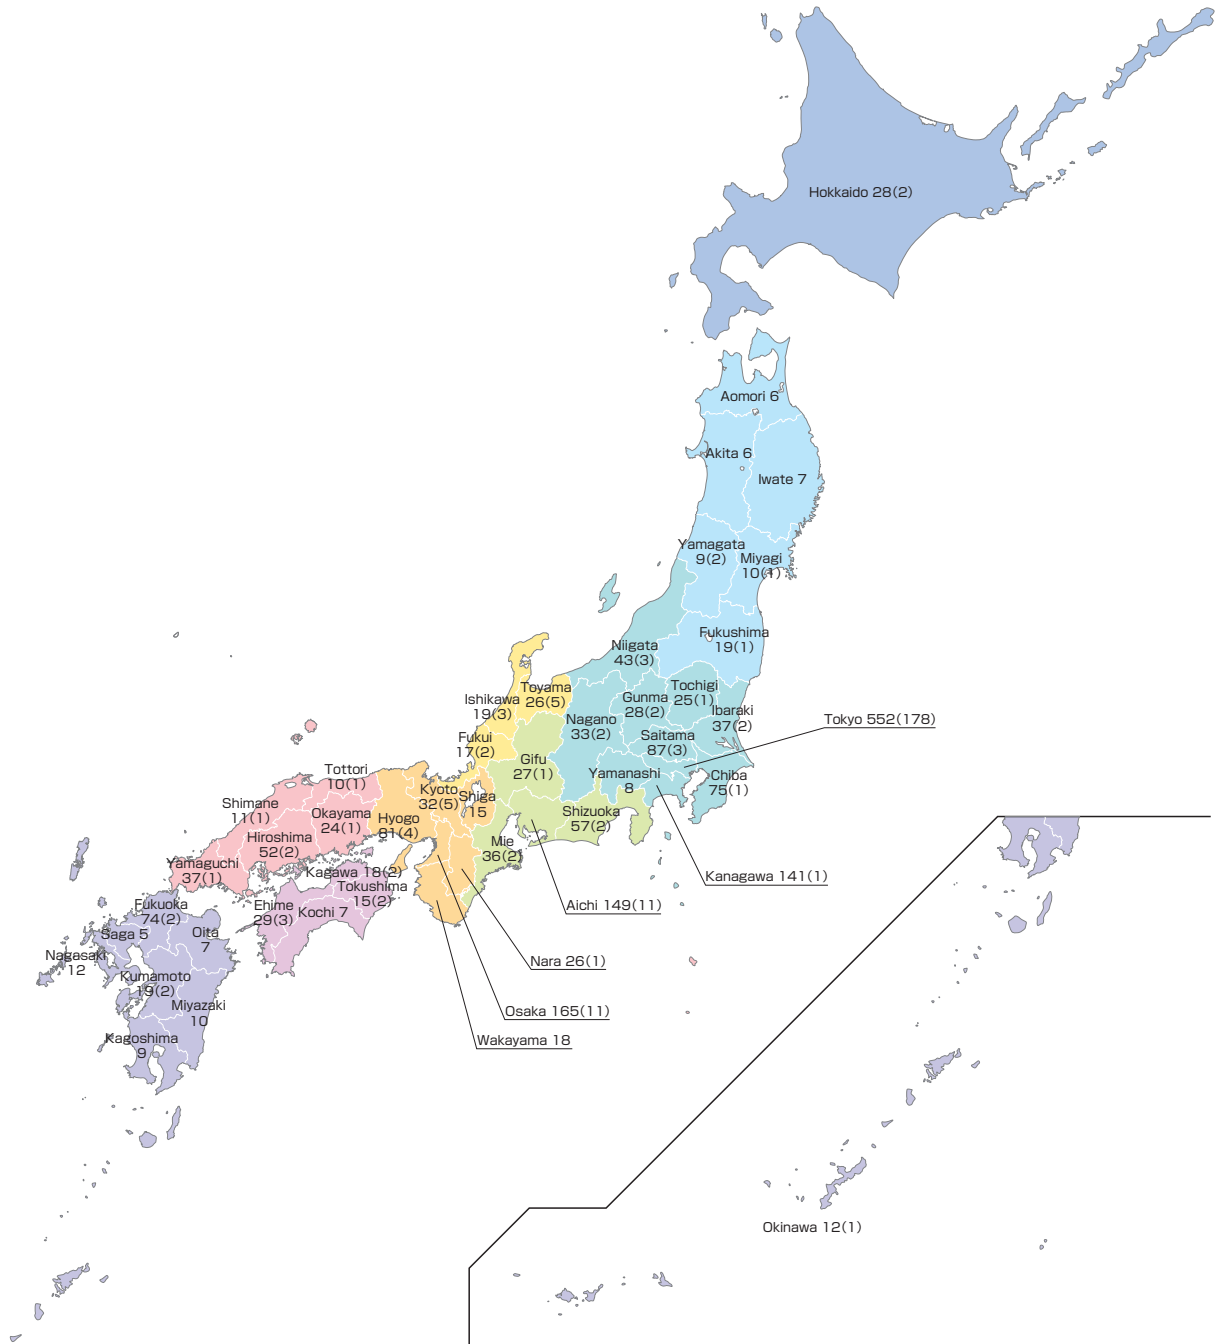 Hokkaido 28(2)
Aomori 6
Akita 6
Iwate 7
Yamagata
9(2)
Miyagi
10(1)
Fukushima
19(1)
Niigata
43(3)
Toyama
26(5)
Ishikawa
19(3)
Fukui
17(2)
Tochigi
25(1)
Gunma
28(2)
Ibaraki
37(2)
Nagano
33(2)
Saitama
87(3)
Tokyo 552(178)
Gifu
27(1)
Yamanashi
8
Chiba
75(1)
Kanagawa 141(1)
Shizuoka
57(2)
Aichi 149(11)
Mie
36(2)
Shiga
15
Kyoto
32(5)
Hyogo
81(4)
Nara 26(1)
Osaka 165(11)
Wakayama 18
Tottori
10(1)
Shimane
11(1)
Okayama
24(1)
Hiroshima
52(2)
Yamaguchi
37(1)
Kagawa 18(2)
Tokushima
15(2)
Ehime
29(3)
Kochi 7
Fukuoka
74(2)
Saga 5
Oita
7
Nagasaki
12
Kumamoto
19(2)
Miyazaki
10
Kagoshima
9
Okinawa 12(1)